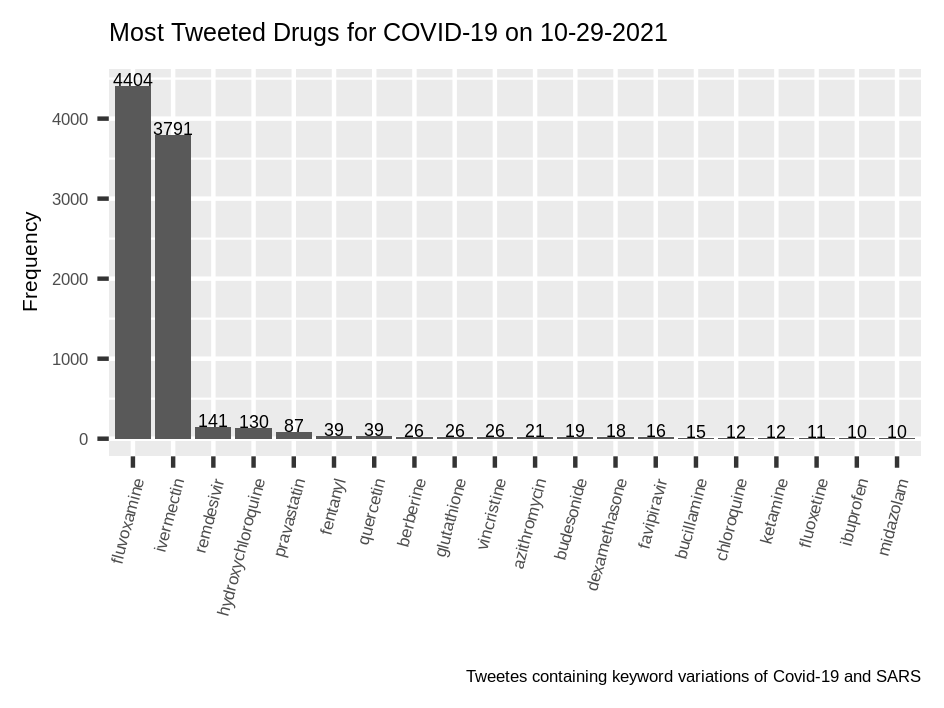 Most Tweeted Drugs for COVID-19 on 10-29-2021
Frequency
4000
3000
2000
1000
0
4404
3791
141
130
87
39
39
26
26
26
21
19
18
16
15
12
12
11
10
10
fluvoxamine
ivermectin
remdesivir
hydroxychloroquine
pravastatin
fentanyl
quercetin
berberine
glutathione
vincristine
azithromycin
budesonide
dexamethasone
favipiravir
bucillamine
chloroquine
ketamine
fluoxetine
ibuprofen
midazolam
Tweetes containing keyword variations of Covid-19 and SARS